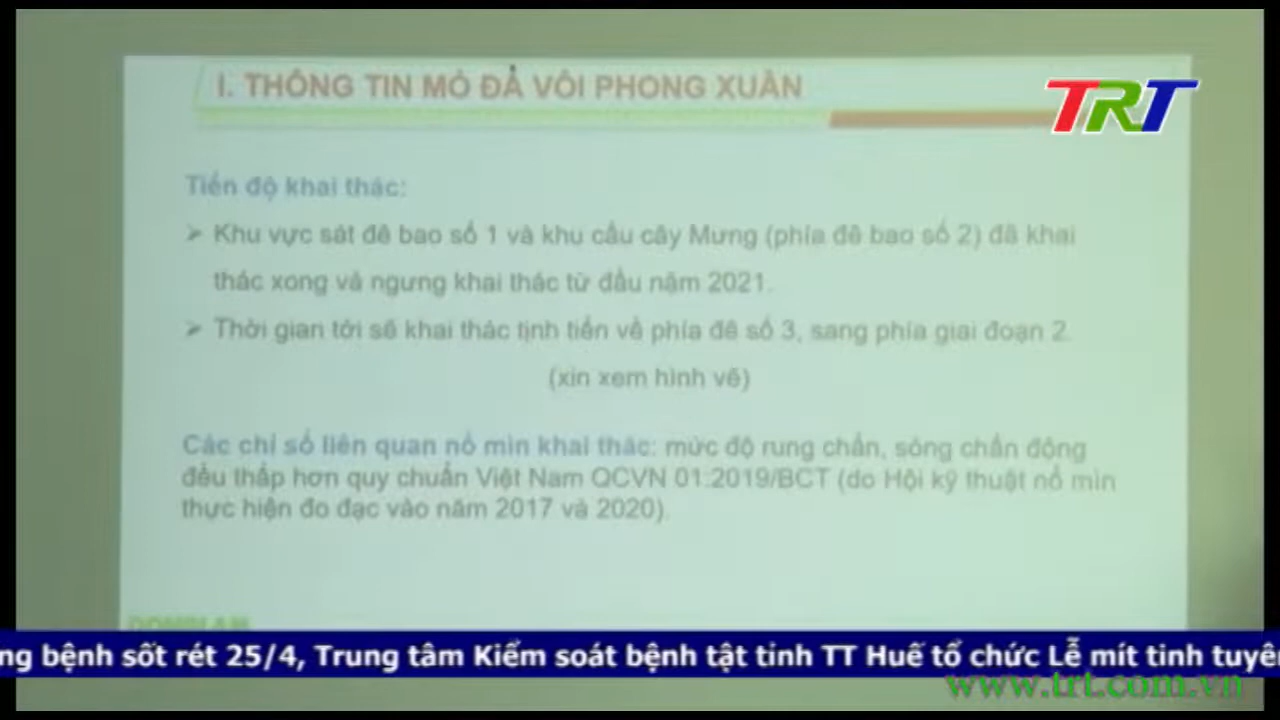 I. THÔNG TIN MỎ ĐÁ VÔI PHONG XUÂN
TRT
Tiến độ khai thác:
➢ Khu vực sát đê bao số 1 và khu cầu cây Mưng (phía đê bao số 2) đã khai
thác xong và ngưng khai thác từ đầu năm 2021.
➢ Thời gian tới sẽ khai thác tịnh tiến về phía đê số 3, sang phía giai đoạn 2.
(xin xem hình vẽ)
Các chỉ số liên quan nổ mìn khai thác: mức độ rung chấn, sóng chấn động
đều thấp hơn quy chuẩn Việt Nam QCVN 01:2019/BCT (do Hội kỹ thuật nổ mìn
thực hiện đo đạc vào năm 2017 và 2020).
DONGLAM
ng bệnh sốt rét 25/4, Trung tâm Kiểm soát bệnh tật tỉnh TT Huế tổ chức Lễ mít tinh tuyên
www.trt.com.vn